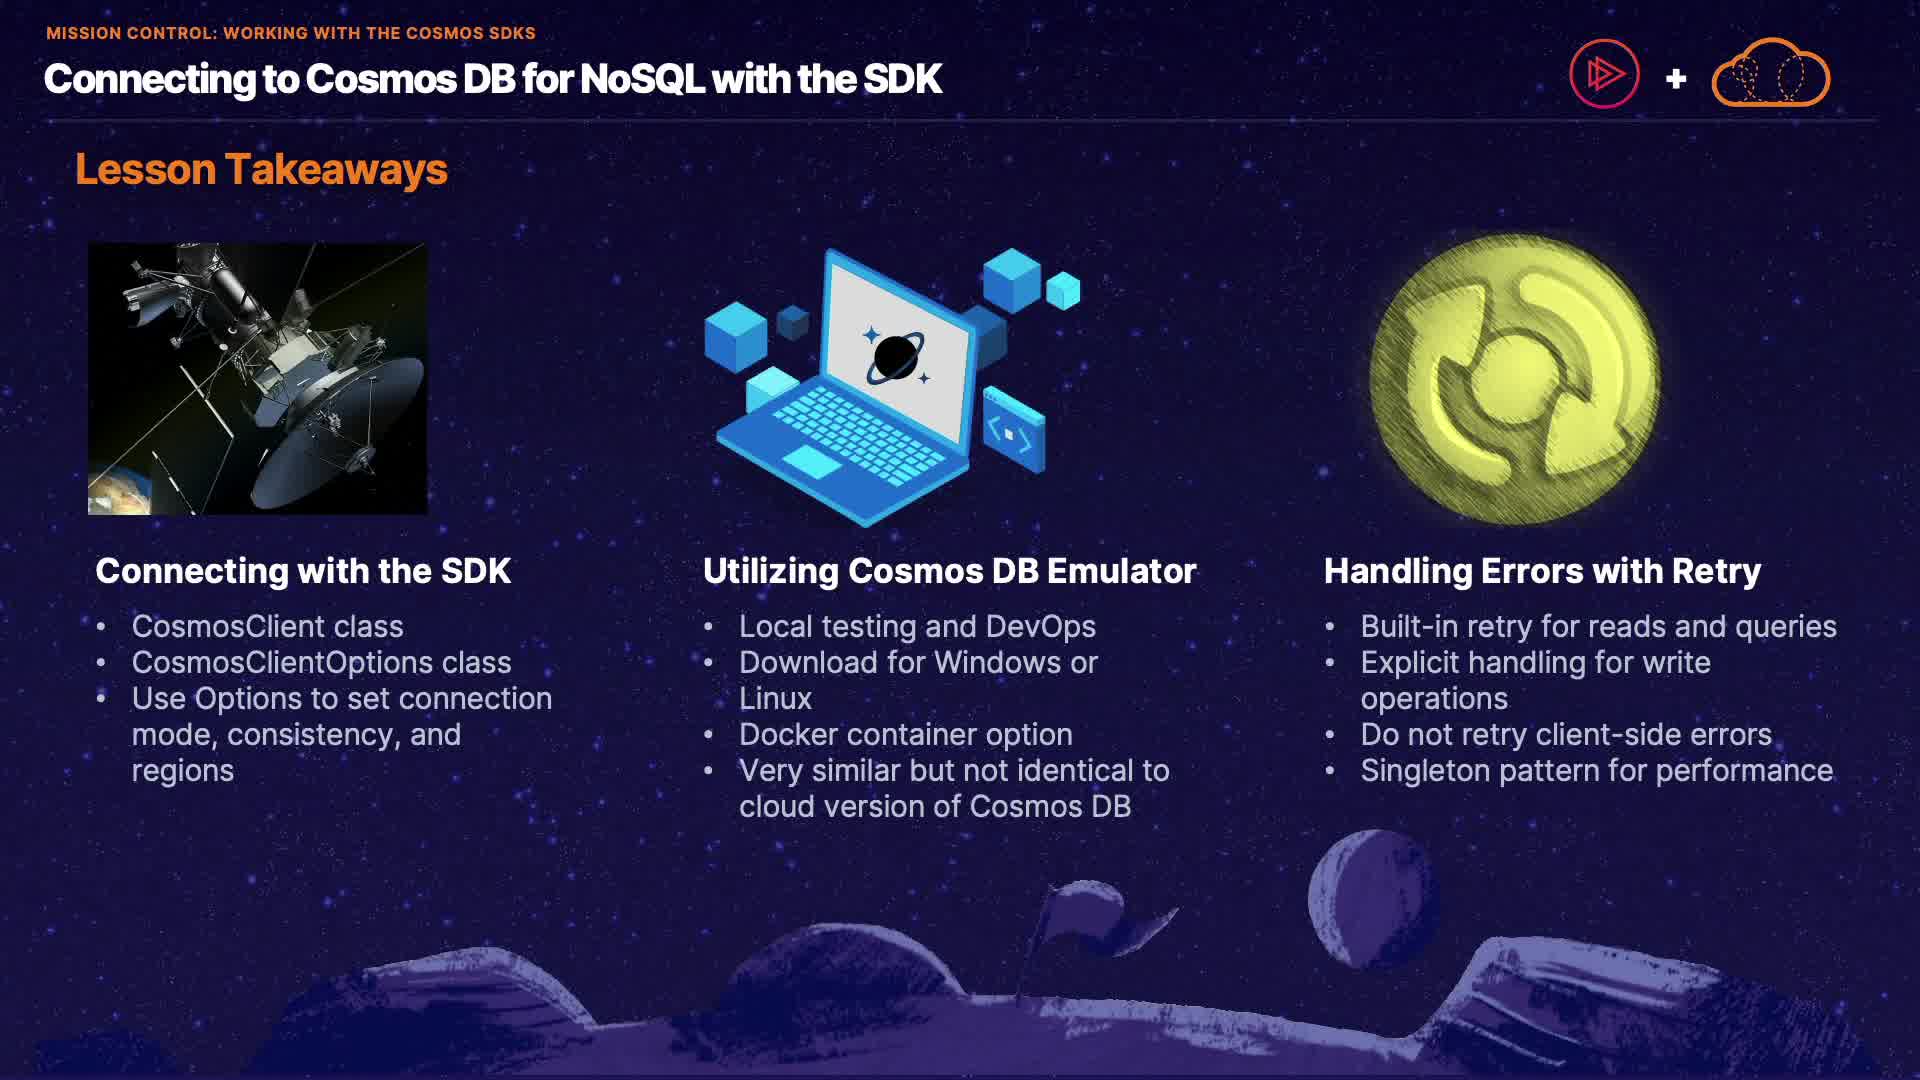 MISSION CONTROL: WORKING WITH THE COSMOS SDKS
Connecting to Cosmos DB for NoSQL with the SDK
+
Lesson Takeaways
Connecting with the SDK
• CosmosClient class
• CosmosClientOptions class
• Use Options to set connection
mode, consistency, and
regions
Utilizing Cosmos DB Emulator
• Local testing and DevOps
• Download for Windows or
Linux
• Docker container option
• Very similar but not identical to
cloud version of Cosmos DB
Handling Errors with Retry
• Built-in retry for reads and queries
• Explicit handling for write
operations
• Do not retry client-side errors
• Singleton pattern for performance